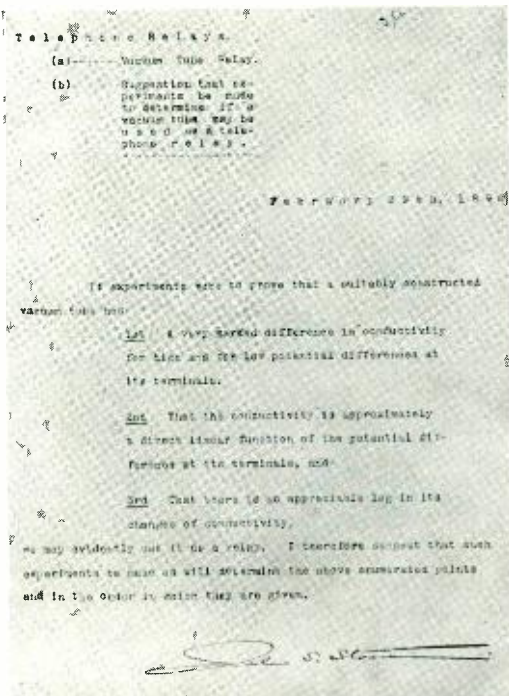 Telephone Relays.
(a) Vacuum Tube Relay.
(b) Suggestion that ex-
periments be made
to determine if a
vacuum tube may be
used as a tele-
phone relay.
February
If experiments were to prove that a suitably constructed
vacuum tube had
1st A very marked difference in conductivity
for high and for low potential differences at
its terminals.
2nd That the conductivity is approximately
a direct linear function of the potential dif-
ference at its terminals, and
3rd That there is no appreciable lag in its
changes of conductivity,
we may evidently use it as a relay. I therefore suggest that such
experiments be made as will determine the above enumerated points
and in the order in which they are given.